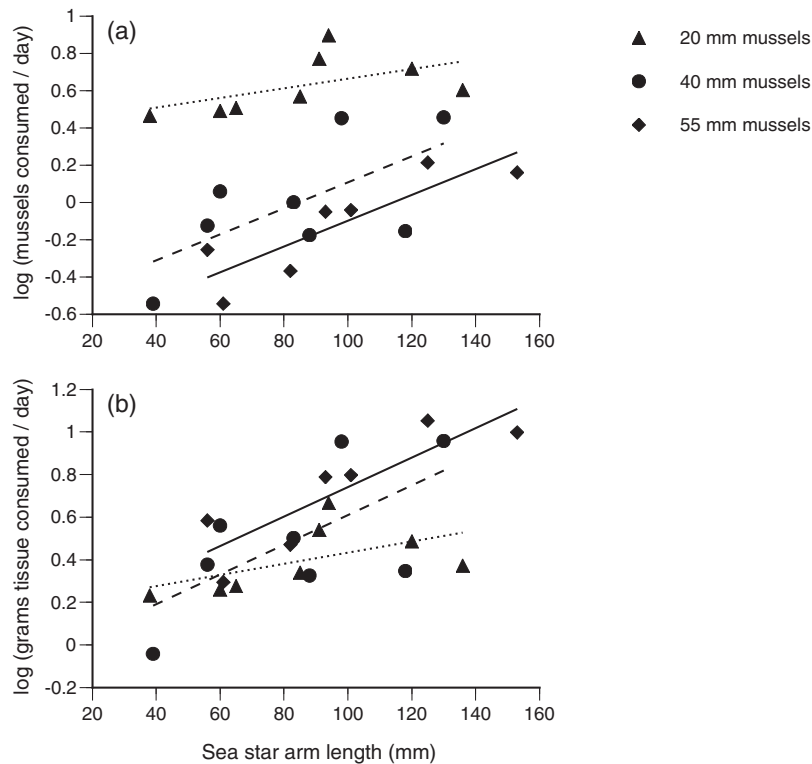 (a)
log (mussels consumed / day)
1
0.8
0.6
0.4
0.2
0
-0.2
-0.4
-0.6
20 40 60 80 100 120 140 160
20 mm mussels
40 mm mussels
55 mm mussels
(b)
log (grams tissue consumed / day)
1.2
1
0.8
0.6
0.4
0.2
0
-0.2
20 40 60 80 100 120 140 160
Sea star arm length (mm)